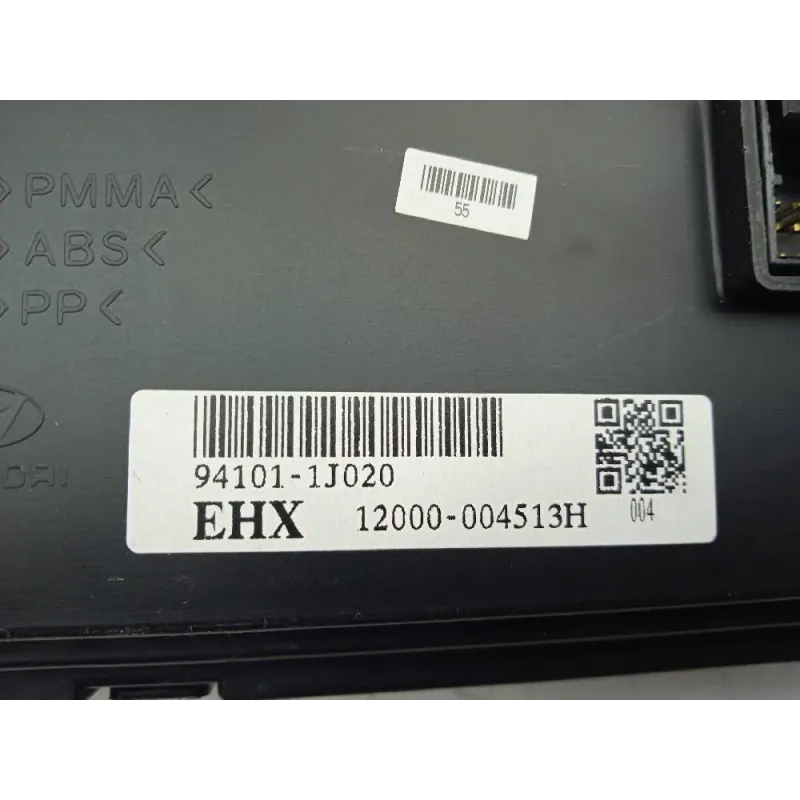 >PMMA<
>ABS<
>PP<
55
94101-1J020
EHX 12000-004513H
004